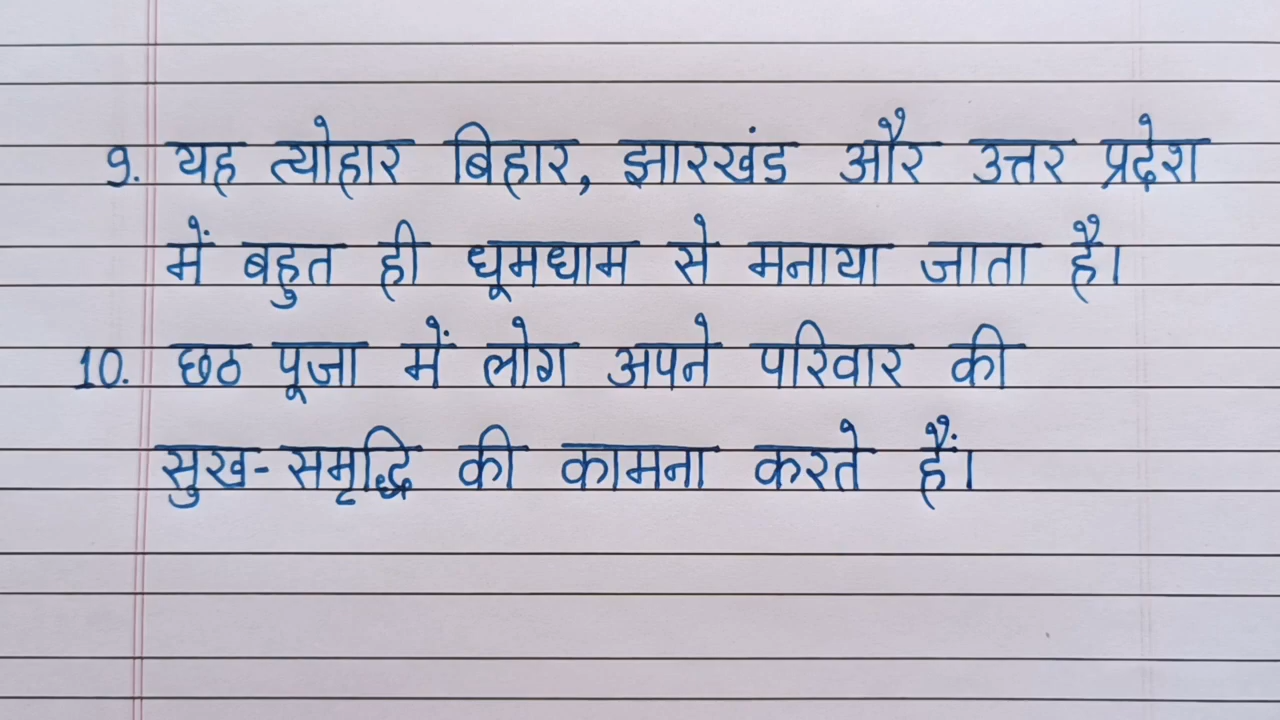 9. यह त्योहार बिहार, झारखंड और उत्तर प्रदेश
में बहुत ही धूमधाम से मनाया जाता है।
10. छठ पूजा में लोग अपने परिवार की
सुख-समृद्धि की कामना करते हैं।